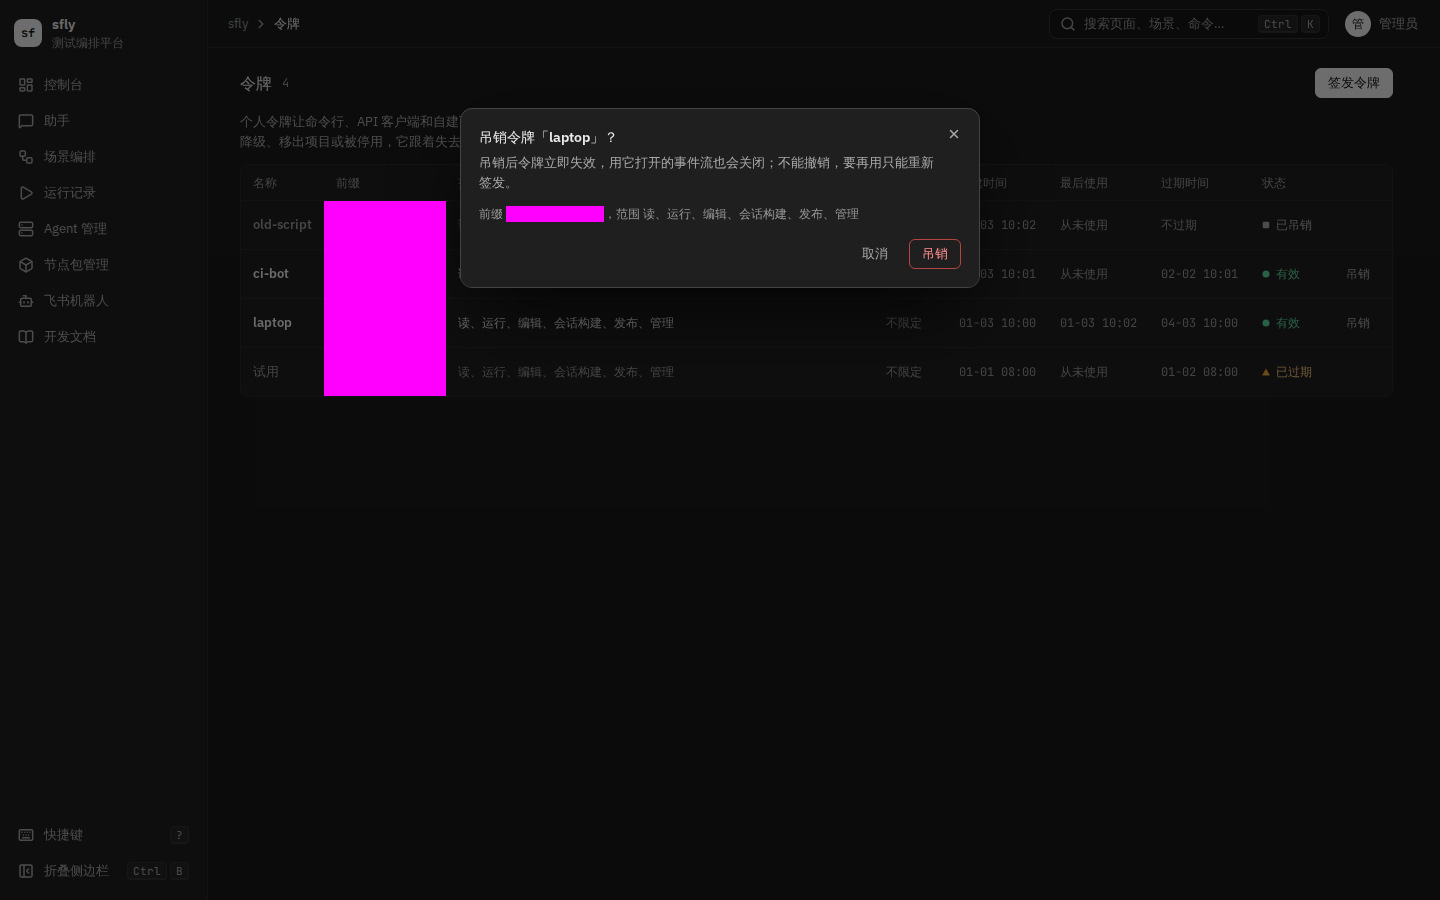 sf
sfly
测试编排平台
控制台
助手
场景编排
运行记录
Agent 管理
节点包管理
飞书机器人
开发文档
快捷键 ?
折叠侧边栏 Ctrl B
sfly > 令牌
搜索页面、场景、命令... Ctrl K
管 管理员
令牌 4
签发令牌
个人令牌让命令行、API 客户端和自建
降级、移出项目或被停用，它跟着失去
吊销令牌「laptop」？
吊销后令牌立即失效，用它打开的事件流也会关闭；不能撤销，要再用只能重新
签发。
前缀 ，范围 读、运行、编辑、会话构建、发布、管理
取消 吊销
名称 前缀 时间 最后使用 过期时间 状态
old-script 03 10:02 不过期 已吊销
ci-bot 03 10:01 从未使用 02-02 10:01 有效 吊销
laptop 读、运行、编辑、会话构建、发布、管理 不限定 01-03 10:00 01-03 10:02 04-03 10:00 有效 吊销
试用 读、运行、编辑、会话构建、发布、管理 不限定 01-01 08:00 从未使用 01-02 08:00 已过期